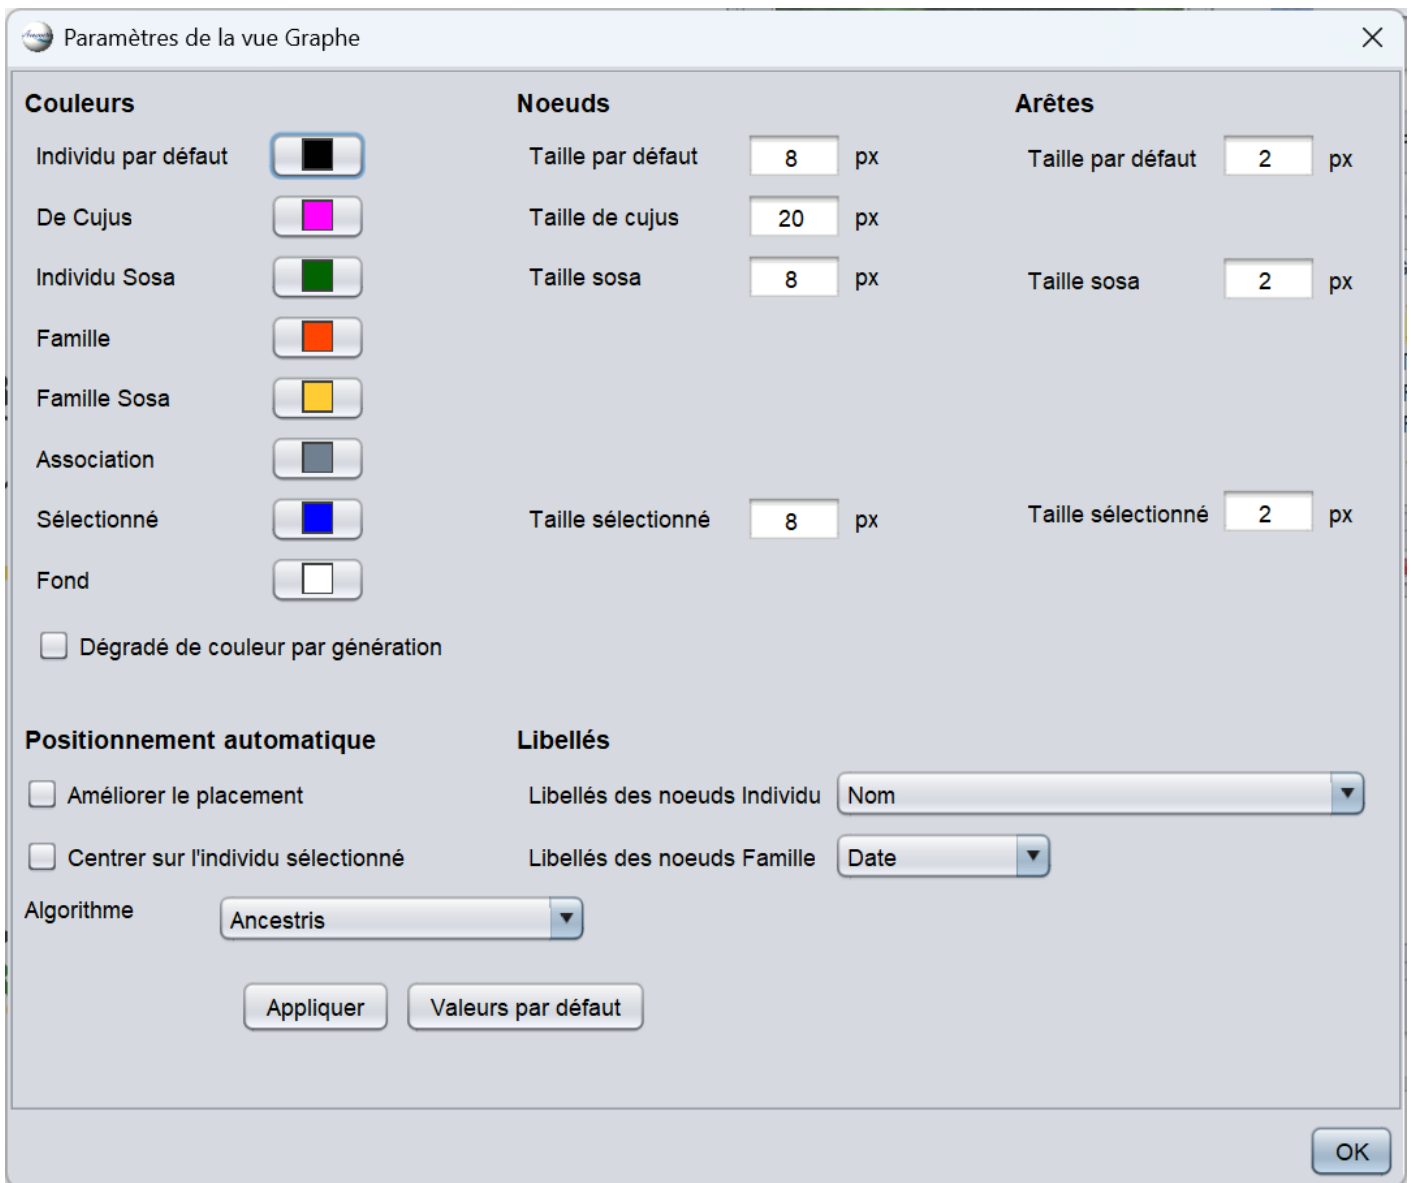 Paramètres de la vue Graphe
Couleurs Noeuds Arêtes
Individu par défaut Taille par défaut 8 px Taille par défaut 2 px
De Cujus Taille de cujus 20 px
Individu Sosa Taille sosa 8 px Taille sosa 2 px
Famille
Famille Sosa
Association
Sélectionné Taille sélectionné 8 px Taille sélectionné 2 px
Fond
Dégradé de couleur par génération
Positionnement automatique Libellés
Améliorer le placement Libellés des noeuds Individu Nom
Centrer sur l'individu sélectionné Libellés des noeuds Famille Date
Algorithme Ancestris
Appliquer Valeurs par défaut
OK